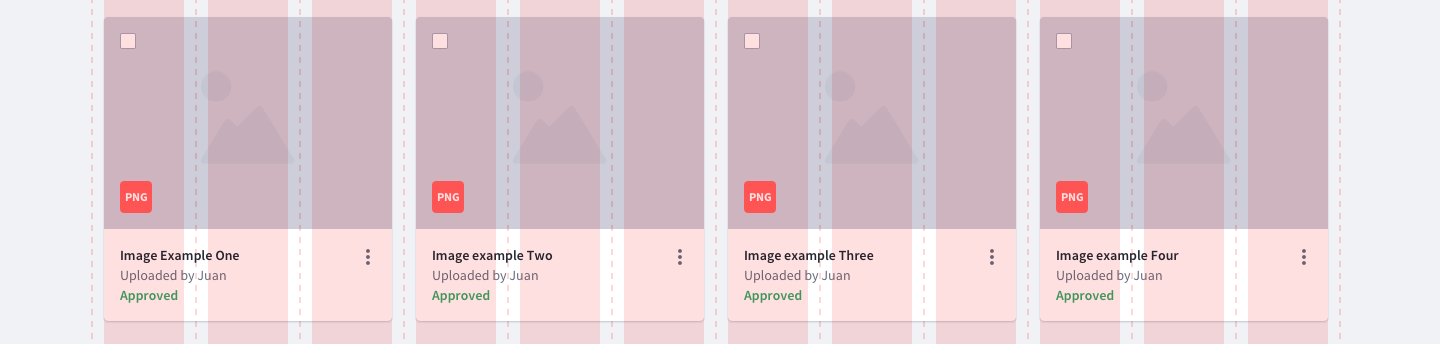 PNG
Image Example One
Uploaded by Juan
Approved
PNG
Image example Two
Uploaded by Juan
Approved
PNG
Image example Three
Uploaded by Juan
Approved
PNG
Image example Four
Uploaded by Juan
Approved